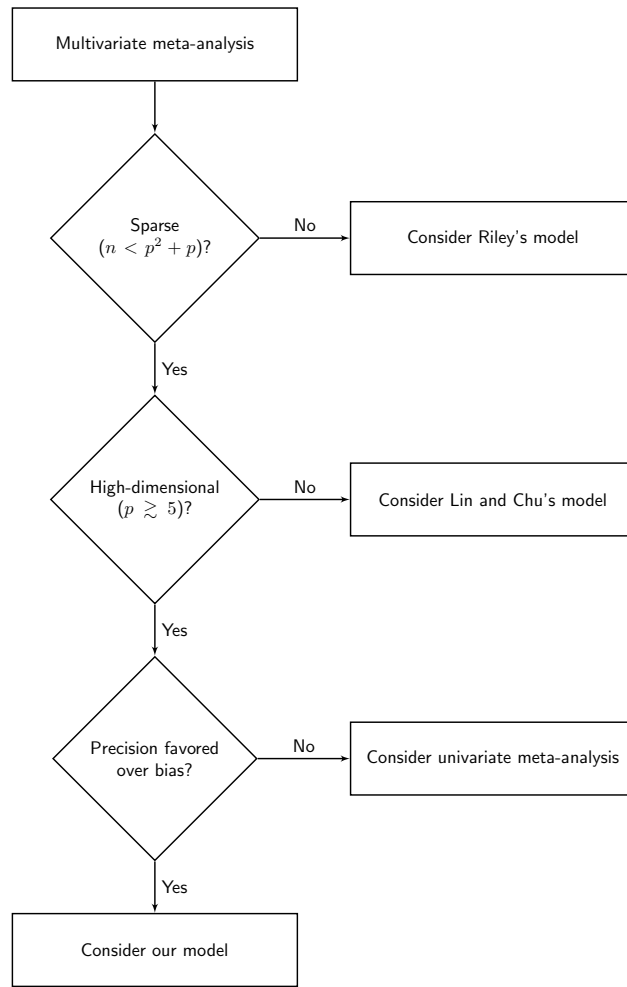 Multivariate meta-analysis
Sparse
(n < p² + p)?
No
Consider Riley's model
Yes
High-dimensional
(p ≳ 5)?
No
Consider Lin and Chu's model
Yes
Precision favored
over bias?
No
Consider univariate meta-analysis
Yes
Consider our model